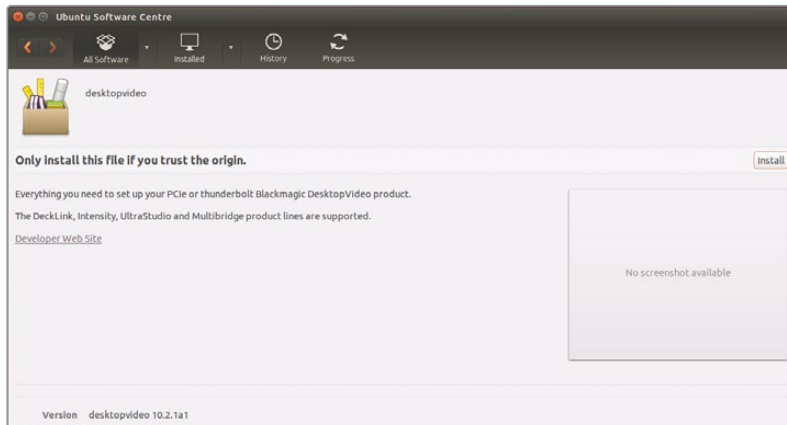 Ubuntu Software Centre
All Software
Installed
History
Progress
desktopvideo
Only install this file if you trust the origin.
Install
Everything you need to set up your PCIe or thunderbolt Blackmagic DesktopVideo product.
The DeckLink, Intensity, UltraStudio and Multibridge product lines are supported.
Developer Web Site
No screenshot available
Version desktopvideo 10.2.1a1